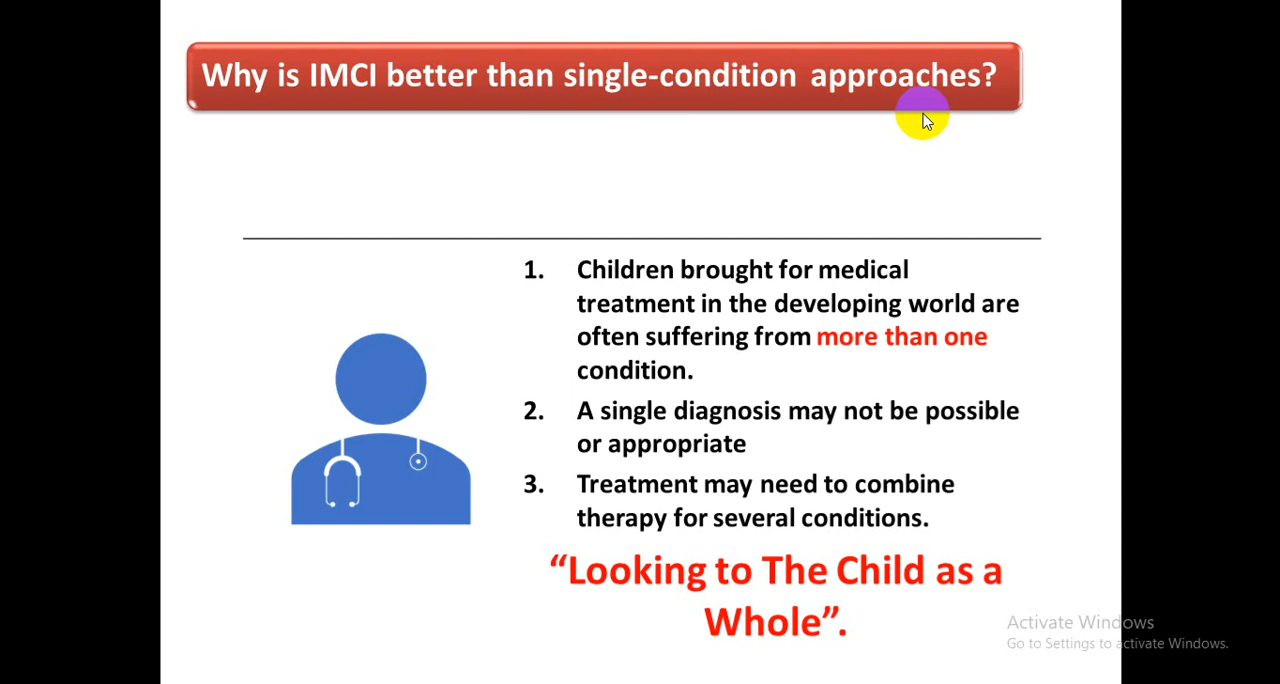 Why is IMCI better than single-condition approaches?
1. Children brought for medical
treatment in the developing world are
often suffering from more than one
condition.
2. A single diagnosis may not be possible
or appropriate
3. Treatment may need to combine
therapy for several conditions.
“Looking to The Child as a
Whole”.
Activate Windows
Go to Settings to activate Windows.